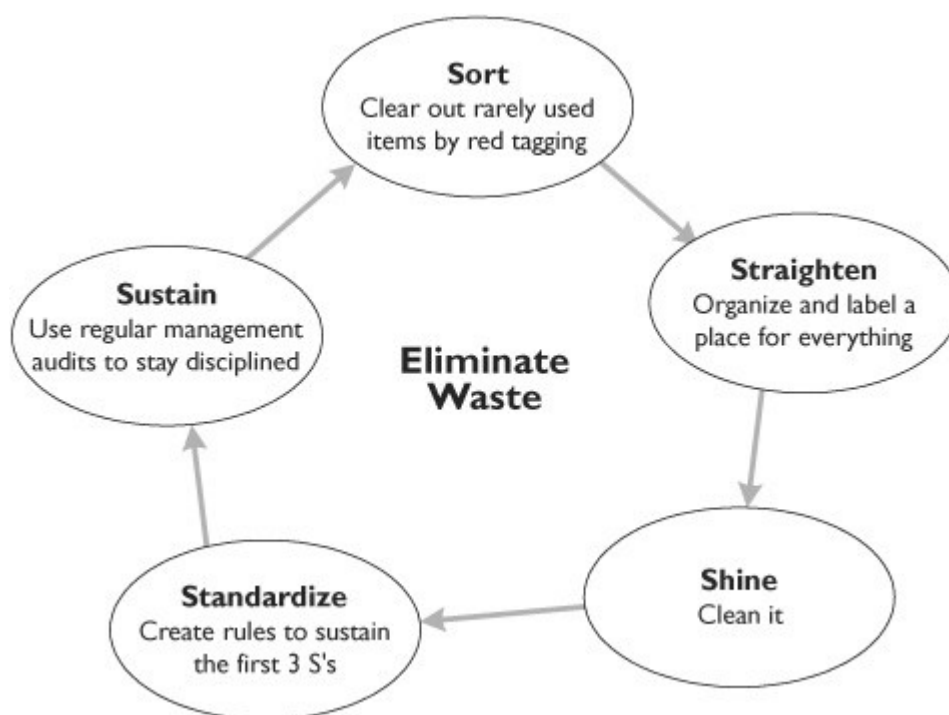 Sort
Clear out rarely used
items by red tagging
Straighten
Organize and label a
place for everything
Shine
Clean it
Standardize
Create rules to sustain
the first 3 S's
Sustain
Use regular management
audits to stay disciplined
Eliminate
Waste